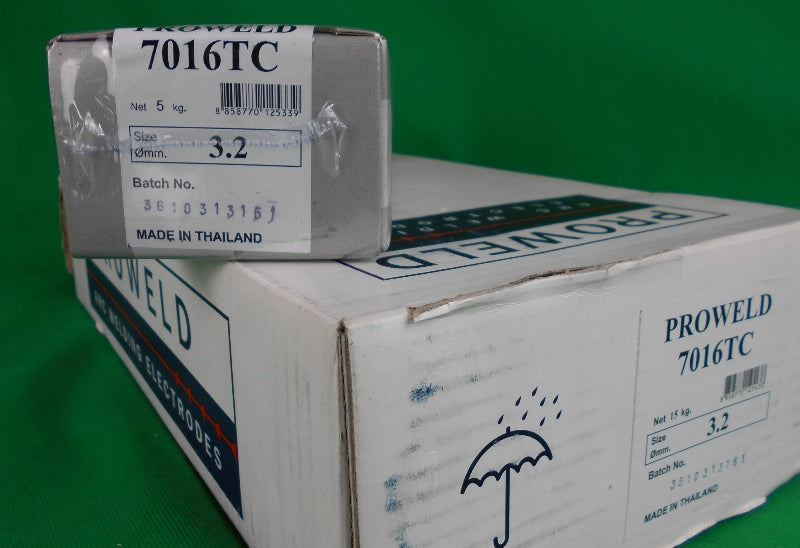 PROWELD
7016TC
Net 5 kg.
8 858770 125339
Size
Ømm.
3.2
Batch No.
3610313161
MADE IN THAILAND
PROWELD
PROWELD
ARC WELDING ELECTRODES
PROWELD
7016TC
Net 15 kg.
Size
Ømm.
3.2
Batch No.
3610313161
MADE IN THAILAND